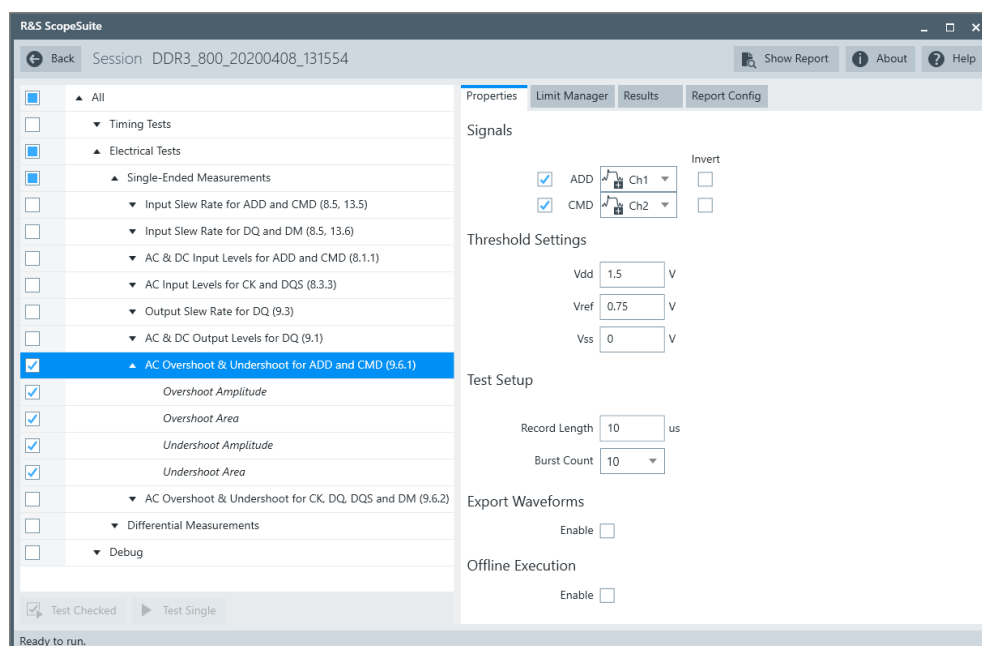 R&S ScopeSuite
Back Session DDR3_800_20200408_131554 Show Report About Help
All
Timing Tests
Electrical Tests
Single-Ended Measurements
Input Slew Rate for ADD and CMD (8.5, 13.5)
Input Slew Rate for DQ and DM (8.5, 13.6)
AC & DC Input Levels for ADD and CMD (8.1.1)
AC Input Levels for CK and DQS (8.3.3)
Output Slew Rate for DQ (9.3)
AC & DC Output Levels for DQ (9.1)
AC Overshoot & Undershoot for ADD and CMD (9.6.1)
Overshoot Amplitude
Overshoot Area
Undershoot Amplitude
Undershoot Area
AC Overshoot & Undershoot for CK, DQ, DQS and DM (9.6.2)
Differential Measurements
Debug
Test Checked Test Single
Properties Limit Manager Results Report Config
Signals
Invert
ADD Ch1
CMD Ch2
Threshold Settings
Vdd 1.5 V
Vref 0.75 V
Vss 0 V
Test Setup
Record Length 10 us
Burst Count 10
Export Waveforms
Enable
Offline Execution
Enable
Ready to run.